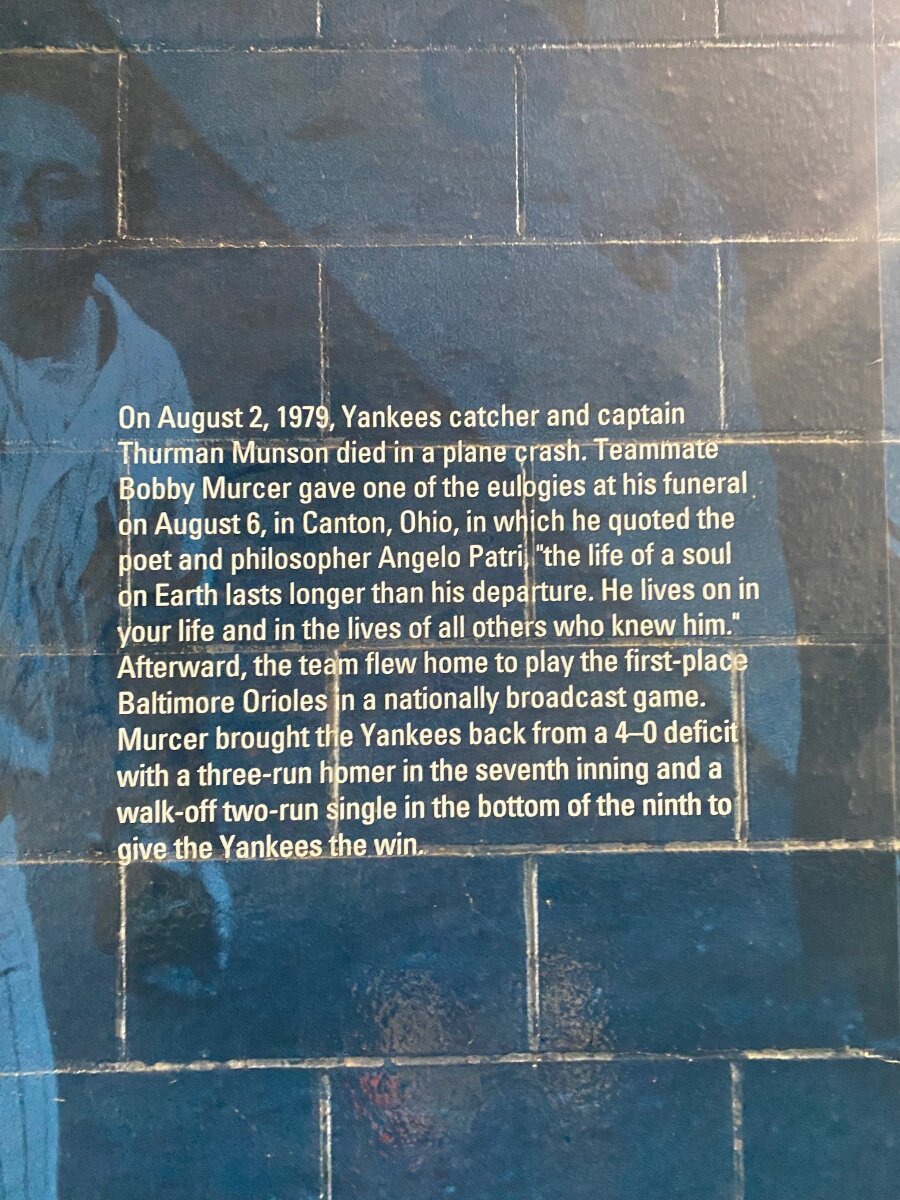 On August 2, 1979, Yankees catcher and captain
Thurman Munson died in a plane crash. Teammate
Bobby Murcer gave one of the eulogies at his funeral
on August 6, in Canton, Ohio, in which he quoted the
poet and philosopher Angelo Patri, "the life of a soul
on Earth lasts longer than his departure. He lives on in
your life and in the lives of all others who knew him."
Afterward, the team flew home to play the first-place
Baltimore Orioles in a nationally broadcast game.
Murcer brought the Yankees back from a 4–0 deficit
with a three-run homer in the seventh inning and a
walk-off two-run single in the bottom of the ninth to
give the Yankees the win.